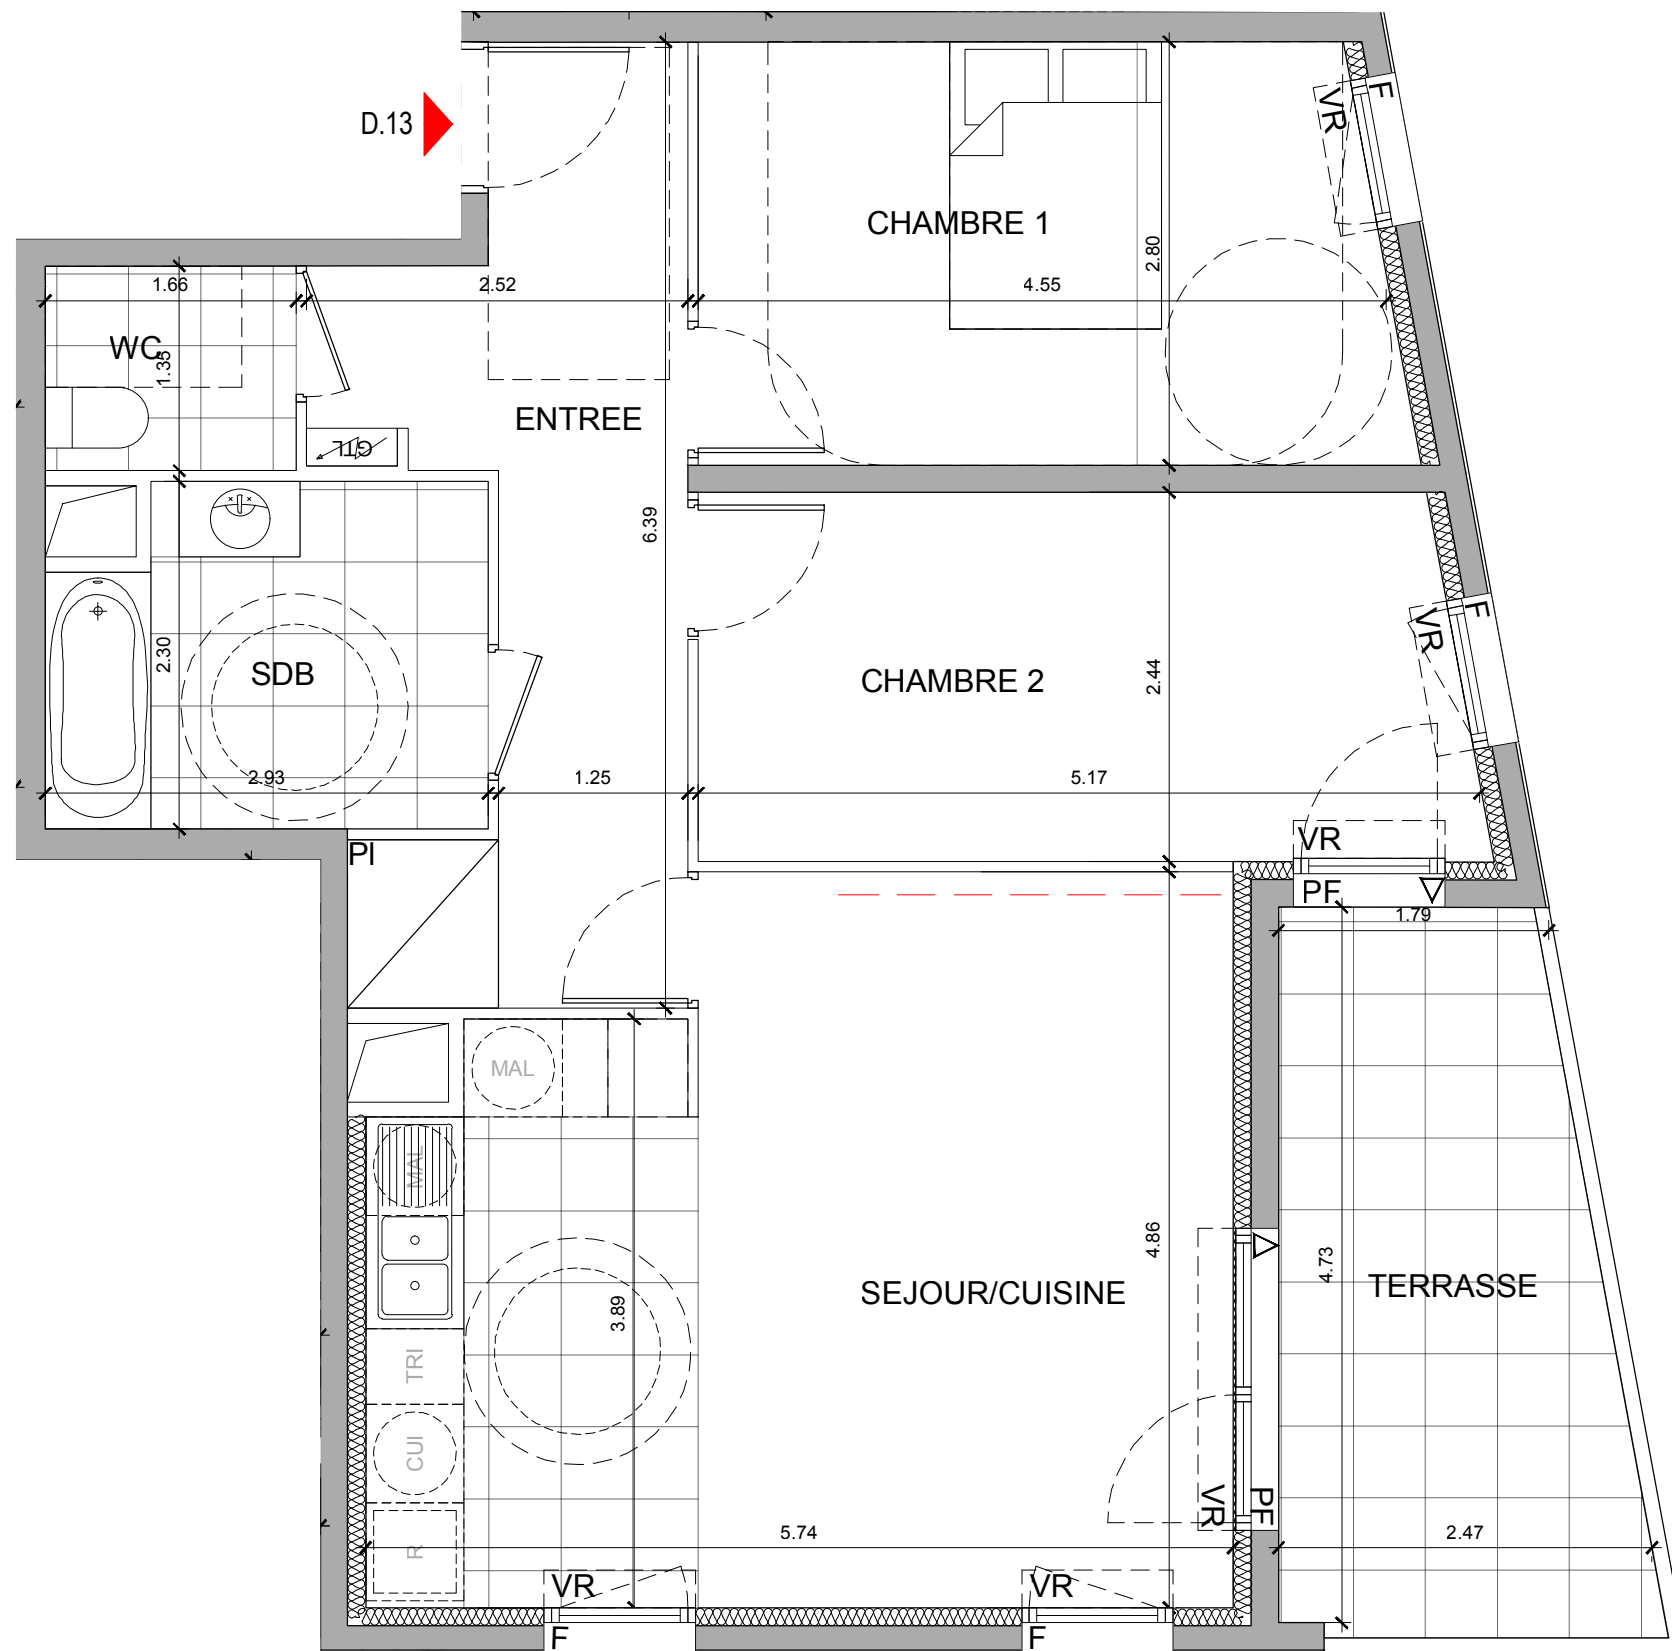 D.13
F
VR
CHAMBRE 1
2.80
1.66
2.52
4.55
WC
1.35
ENTREE
GTL
6.39
F
VR
SDB
2.30
CHAMBRE 2
2.44
2.93
1.25
5.17
VR
PI
PF
1.79
MAL
MAL
4.86
4.73
SEJOUR/CUISINE
TERRASSE
3.89
TRI
CUI
VR
PF
5.74
2.47
R
VR
VR
F
F